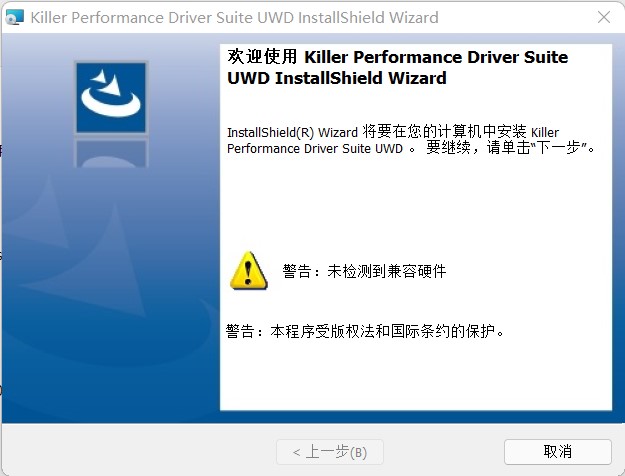 Killer Performance Driver Suite UWD InstallShield Wizard
欢迎使用 Killer Performance Driver Suite
UWD InstallShield Wizard
InstallShield(R) Wizard 将要在您的计算机中安装 Killer
Performance Driver Suite UWD 。 要继续，请单击“下一步”。
警告：未检测到兼容硬件
警告：本程序受版权法和国际条约的保护。
< 上一步(B)
取消